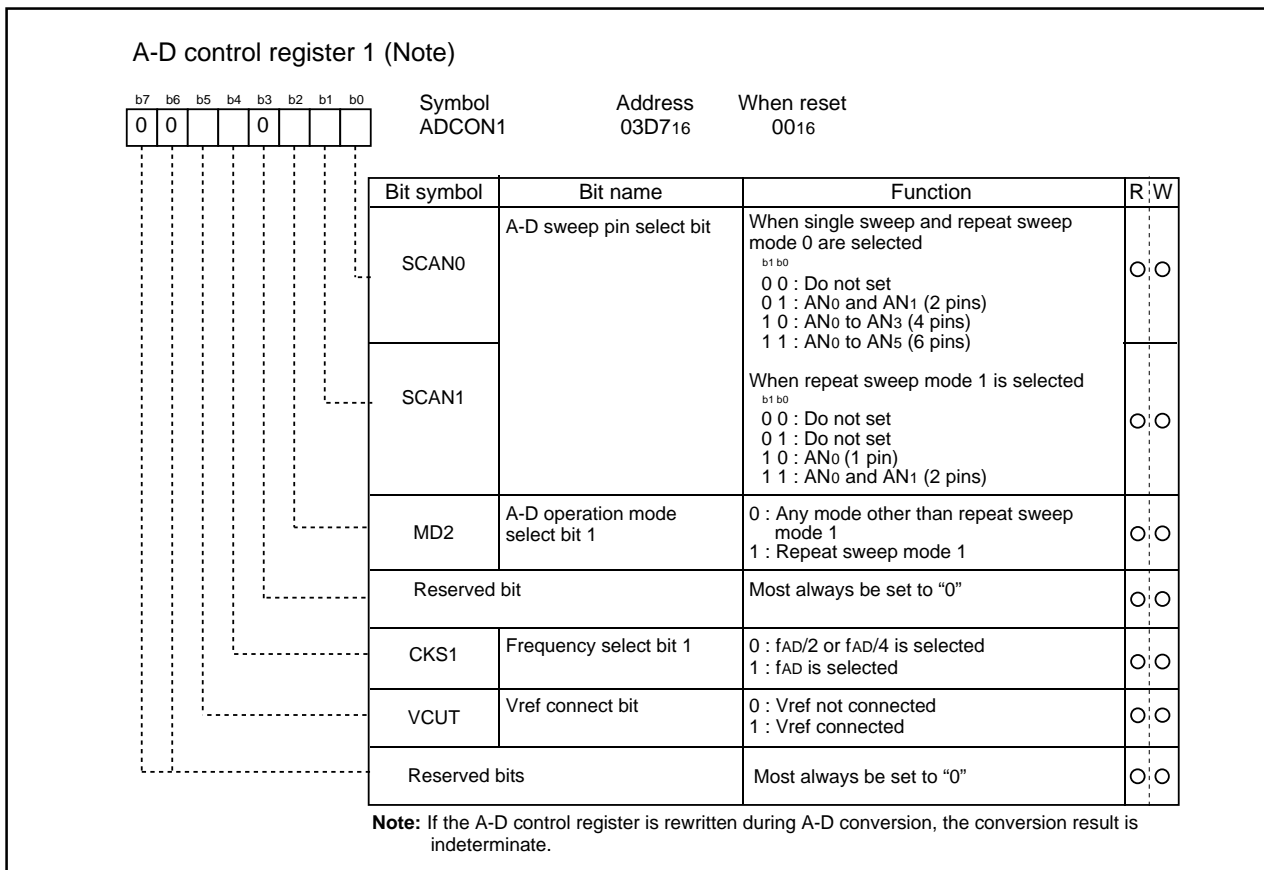 A-D control register 1 (Note)
b7 b6 b5 b4 b3 b2 b1 b0
0 0 0
Symbol Address When reset
ADCON1 03D716 0016
Bit symbol Bit name Function R W
SCAN0
A-D sweep pin select bit
When single sweep and repeat sweep
mode 0 are selected
b1 b0
0 0 : Do not set
0 1 : AN0 and AN1 (2 pins)
1 0 : AN0 to AN3 (4 pins)
1 1 : AN0 to AN5 (6 pins)
SCAN1
When repeat sweep mode 1 is selected
b1 b0
0 0 : Do not set
0 1 : Do not set
1 0 : AN0 (1 pin)
1 1 : AN0 and AN1 (2 pins)
MD2
A-D operation mode
select bit 1
0 : Any mode other than repeat sweep
mode 1
1 : Repeat sweep mode 1
Reserved bit
Most always be set to “0”
CKS1
Frequency select bit 1
0 : fAD/2 or fAD/4 is selected
1 : fAD is selected
VCUT
Vref connect bit
0 : Vref not connected
1 : Vref connected
Reserved bits
Most always be set to “0”
Note: If the A-D control register is rewritten during A-D conversion, the conversion result is
indeterminate.